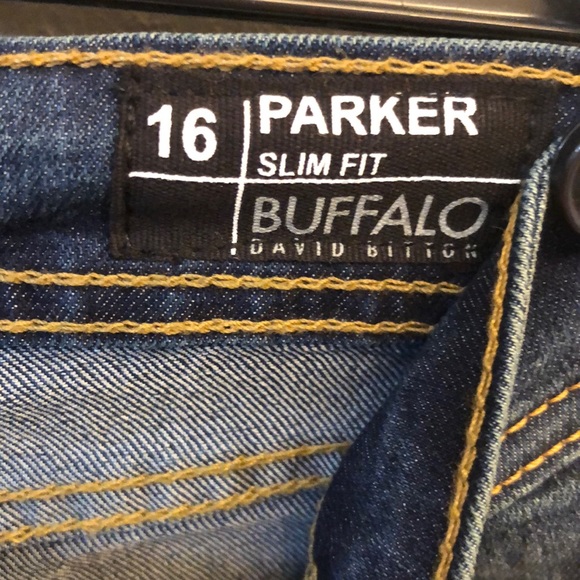 16
PARKER
SLIM FIT
BUFFALO
DAVID BITTON